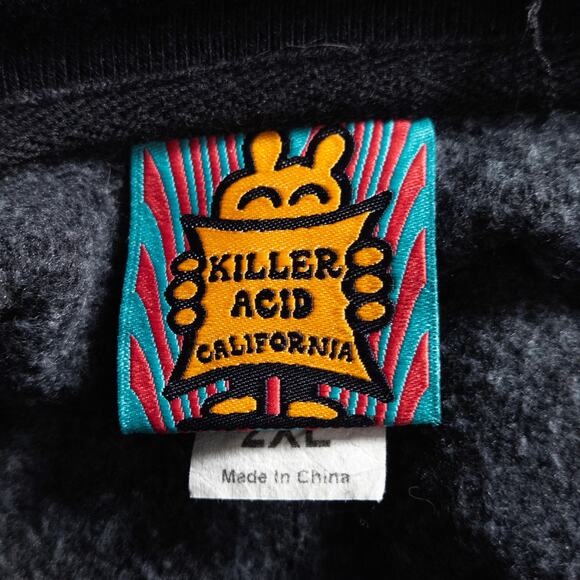 KILLER
ACID
CALIFORNIA
2XL
Made In China